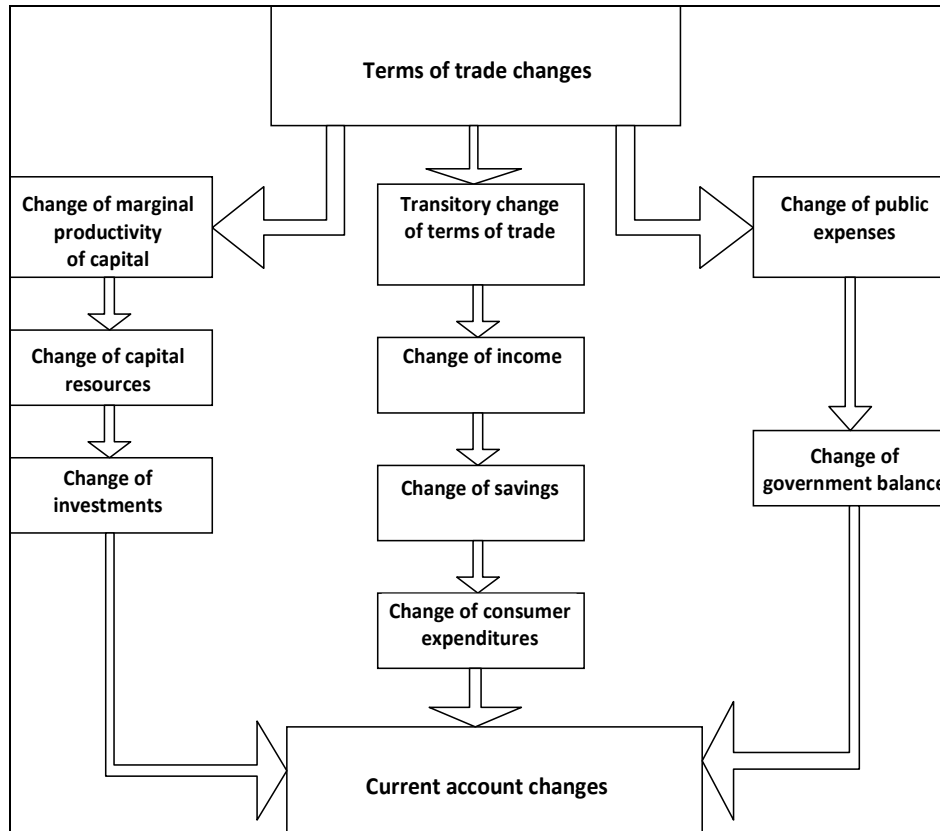 Terms of trade changes
Change of marginal
productivity
of capital
Transitory change
of terms of trade
Change of public
expenses
Change of capital
resources
Change of income
Change of
investments
Change of savings
Change of
government balance
Change of consumer
expenditures
Current account changes